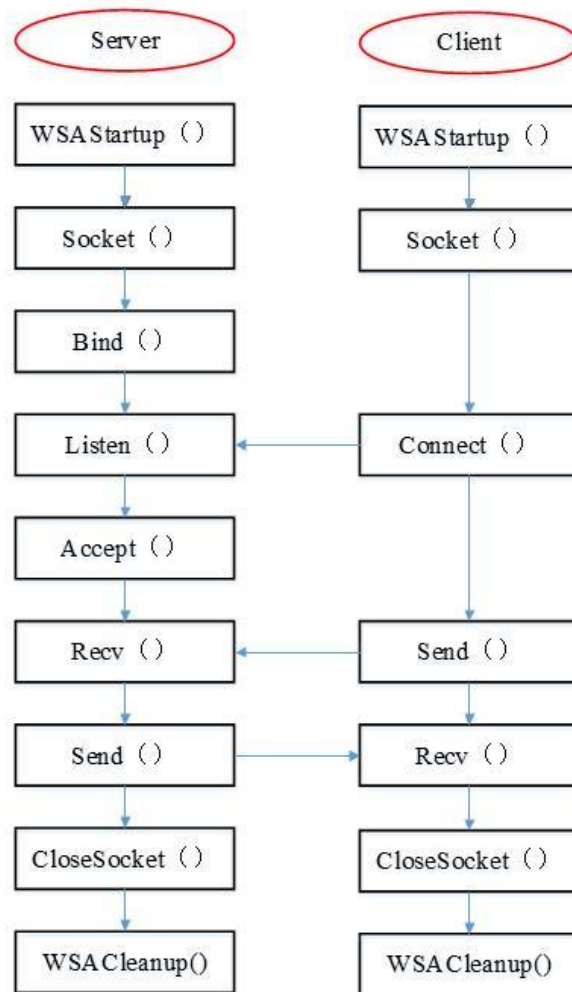 Server
Client
WSAStartup（）
WSAStartup（）
Socket（）
Socket（）
Bind（）
Listen（）
Connect（）
Accept（）
Recv（）
Send（）
Send（）
Recv（）
CloseSocket（）
CloseSocket（）
WSACleanup()
WSACleanup()